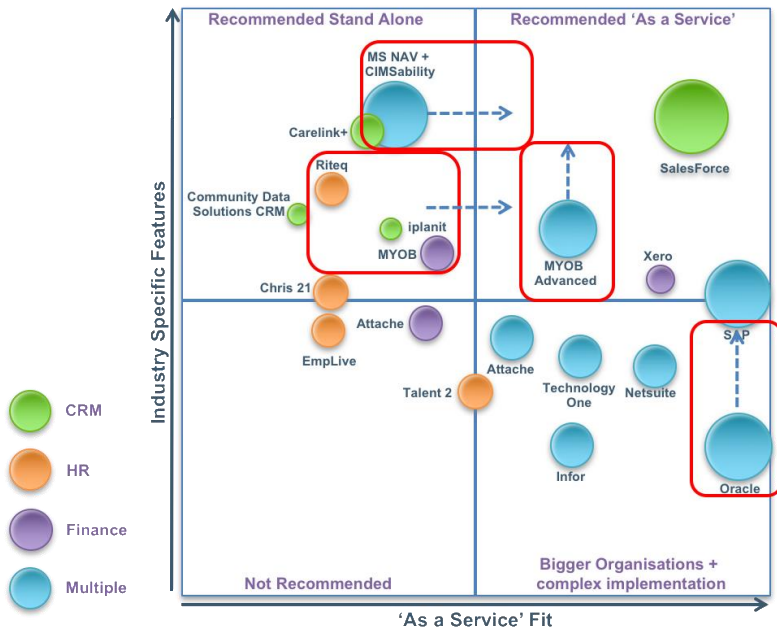 Recommended Stand Alone
Recommended ‘As a Service’
MS NAV +
CIMSability
Carelink+
SalesForce
Riteq
Community Data
Solutions CRM
iplanit
MYOB
MYOB
Advanced
Xero
Chris 21
SAP
Attache
EmpLive
Attache
Technology
One
Netsuite
Talent 2
Infor
Oracle
Not Recommended
Bigger Organisations +
complex implementation
Industry Specific Features
‘As a Service’ Fit
CRM
HR
Finance
Multiple